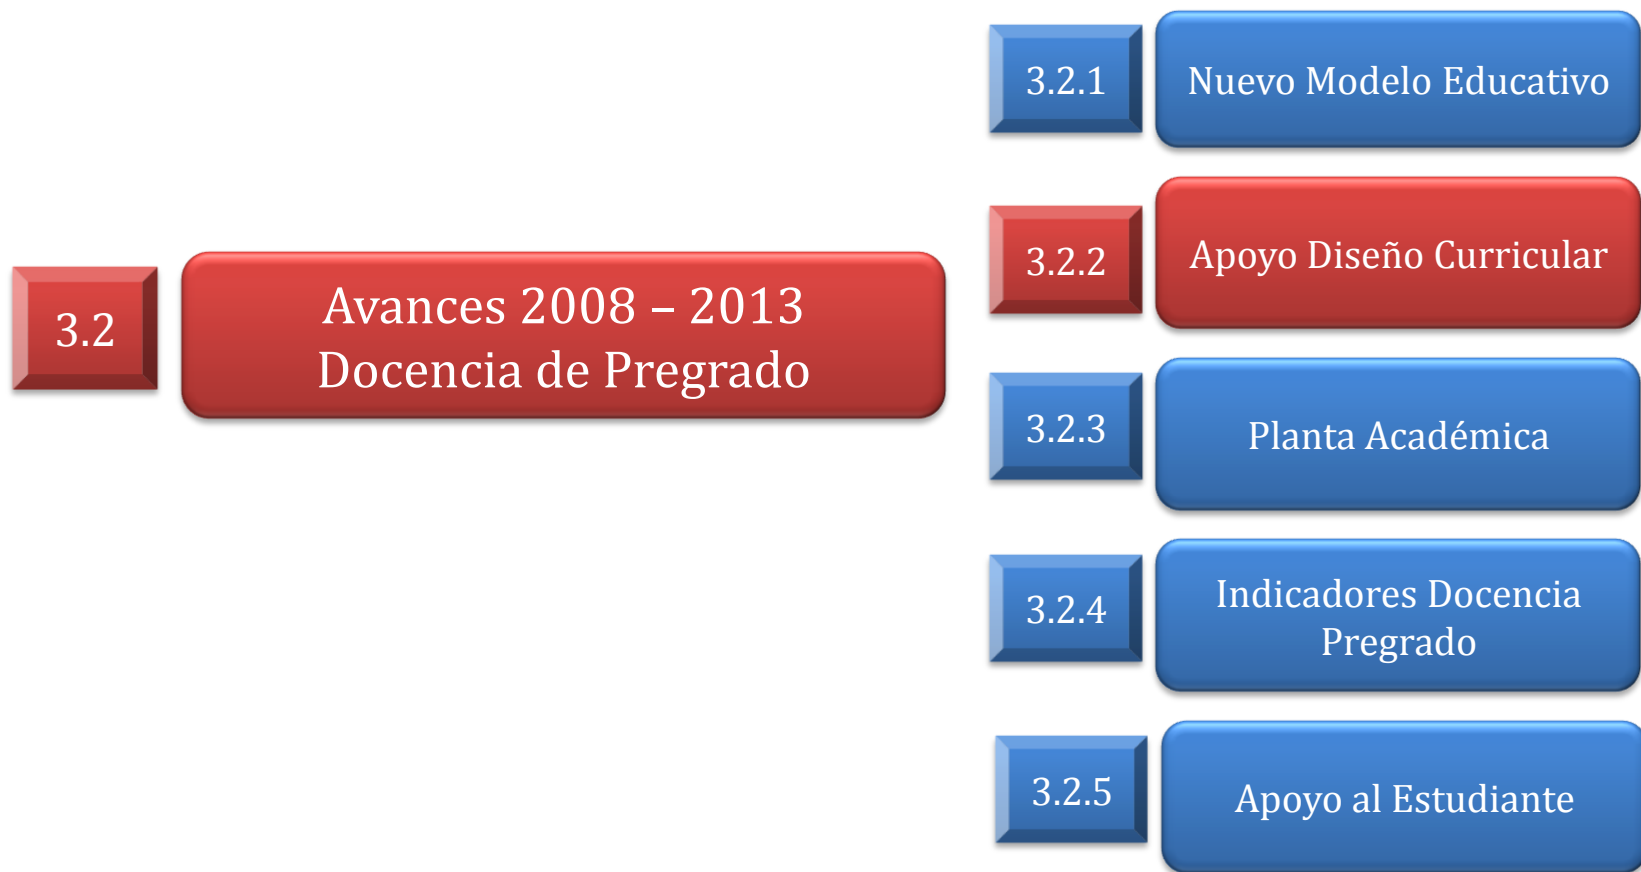 3.2
Avances 2008 – 2013
Docencia de Pregrado
3.2.1
Nuevo Modelo Educativo
3.2.2
Apoyo Diseño Curricular
3.2.3
Planta Académica
3.2.4
Indicadores Docencia
Pregrado
3.2.5
Apoyo al Estudiante